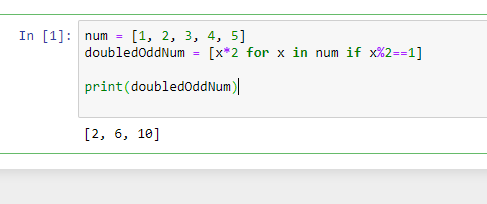 In [1]: num = [1, 2, 3, 4, 5]
doubledOddNum = [x*2 for x in num if x%2==1]
print(doubledOddNum)
[2, 6, 10]